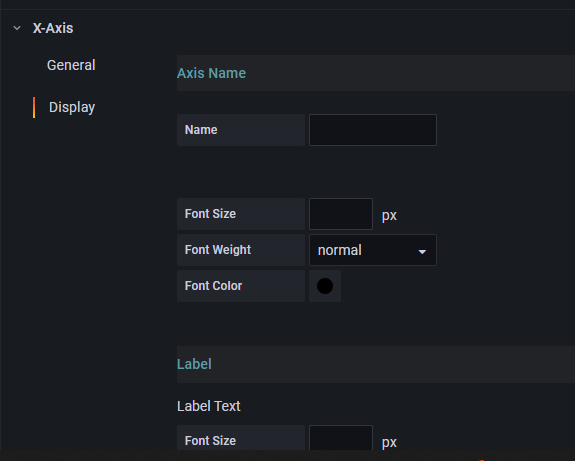 X-Axis
General
Display
Axis Name
Name
Font Size
px
Font Weight
normal
Font Color
Label
Label Text
Font Size
px